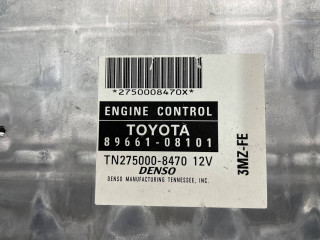 *2750008470X*
ENGINE CONTROL
TOYOTA
89661-08101
TN275000-8470 12V
DENSO
DENSO MANUFACTURING TENNESSEE, INC.
3MZ-FE